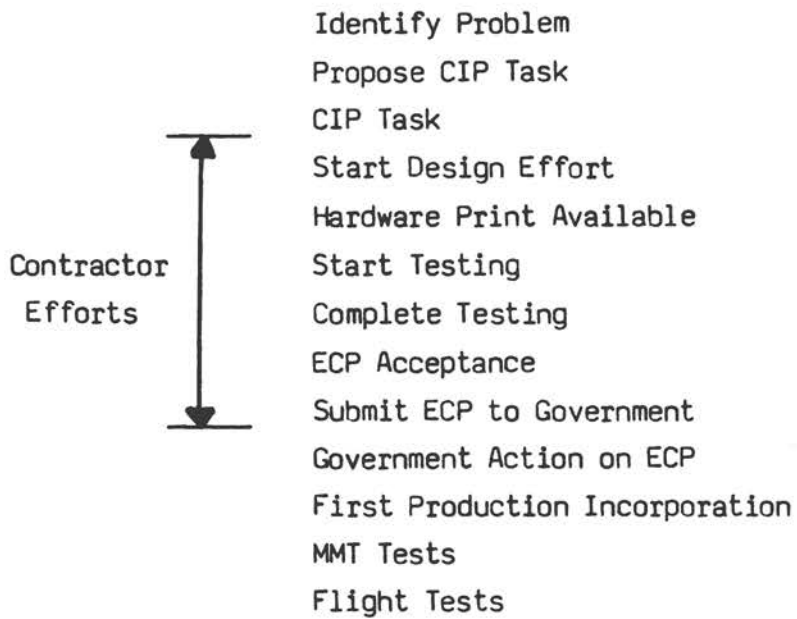 Identify Problem
Propose CIP Task
CIP Task
Start Design Effort
Hardware Print Available
Contractor
Efforts
Start Testing
Complete Testing
ECP Acceptance
Submit ECP to Government
Government Action on ECP
First Production Incorporation
MMT Tests
Flight Tests